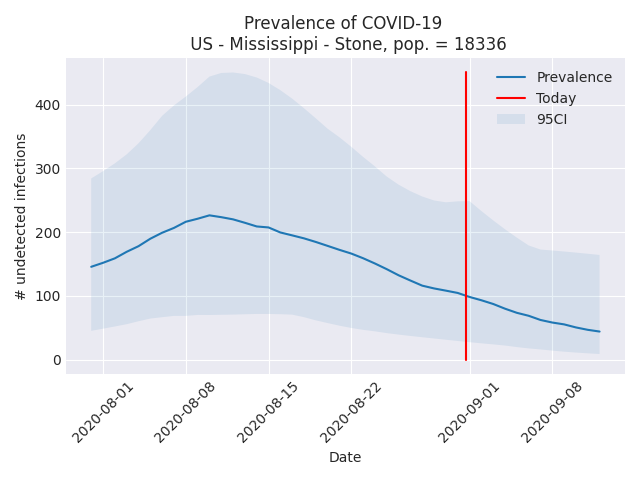 Prevalence of COVID-19
US - Mississippi - Stone, pop. = 18336
Prevalence
Today
95CI
# undetected infections
400
300
200
100
0
2020-08-01
2020-08-08
2020-08-15
2020-08-22
2020-09-01
2020-09-08
Date